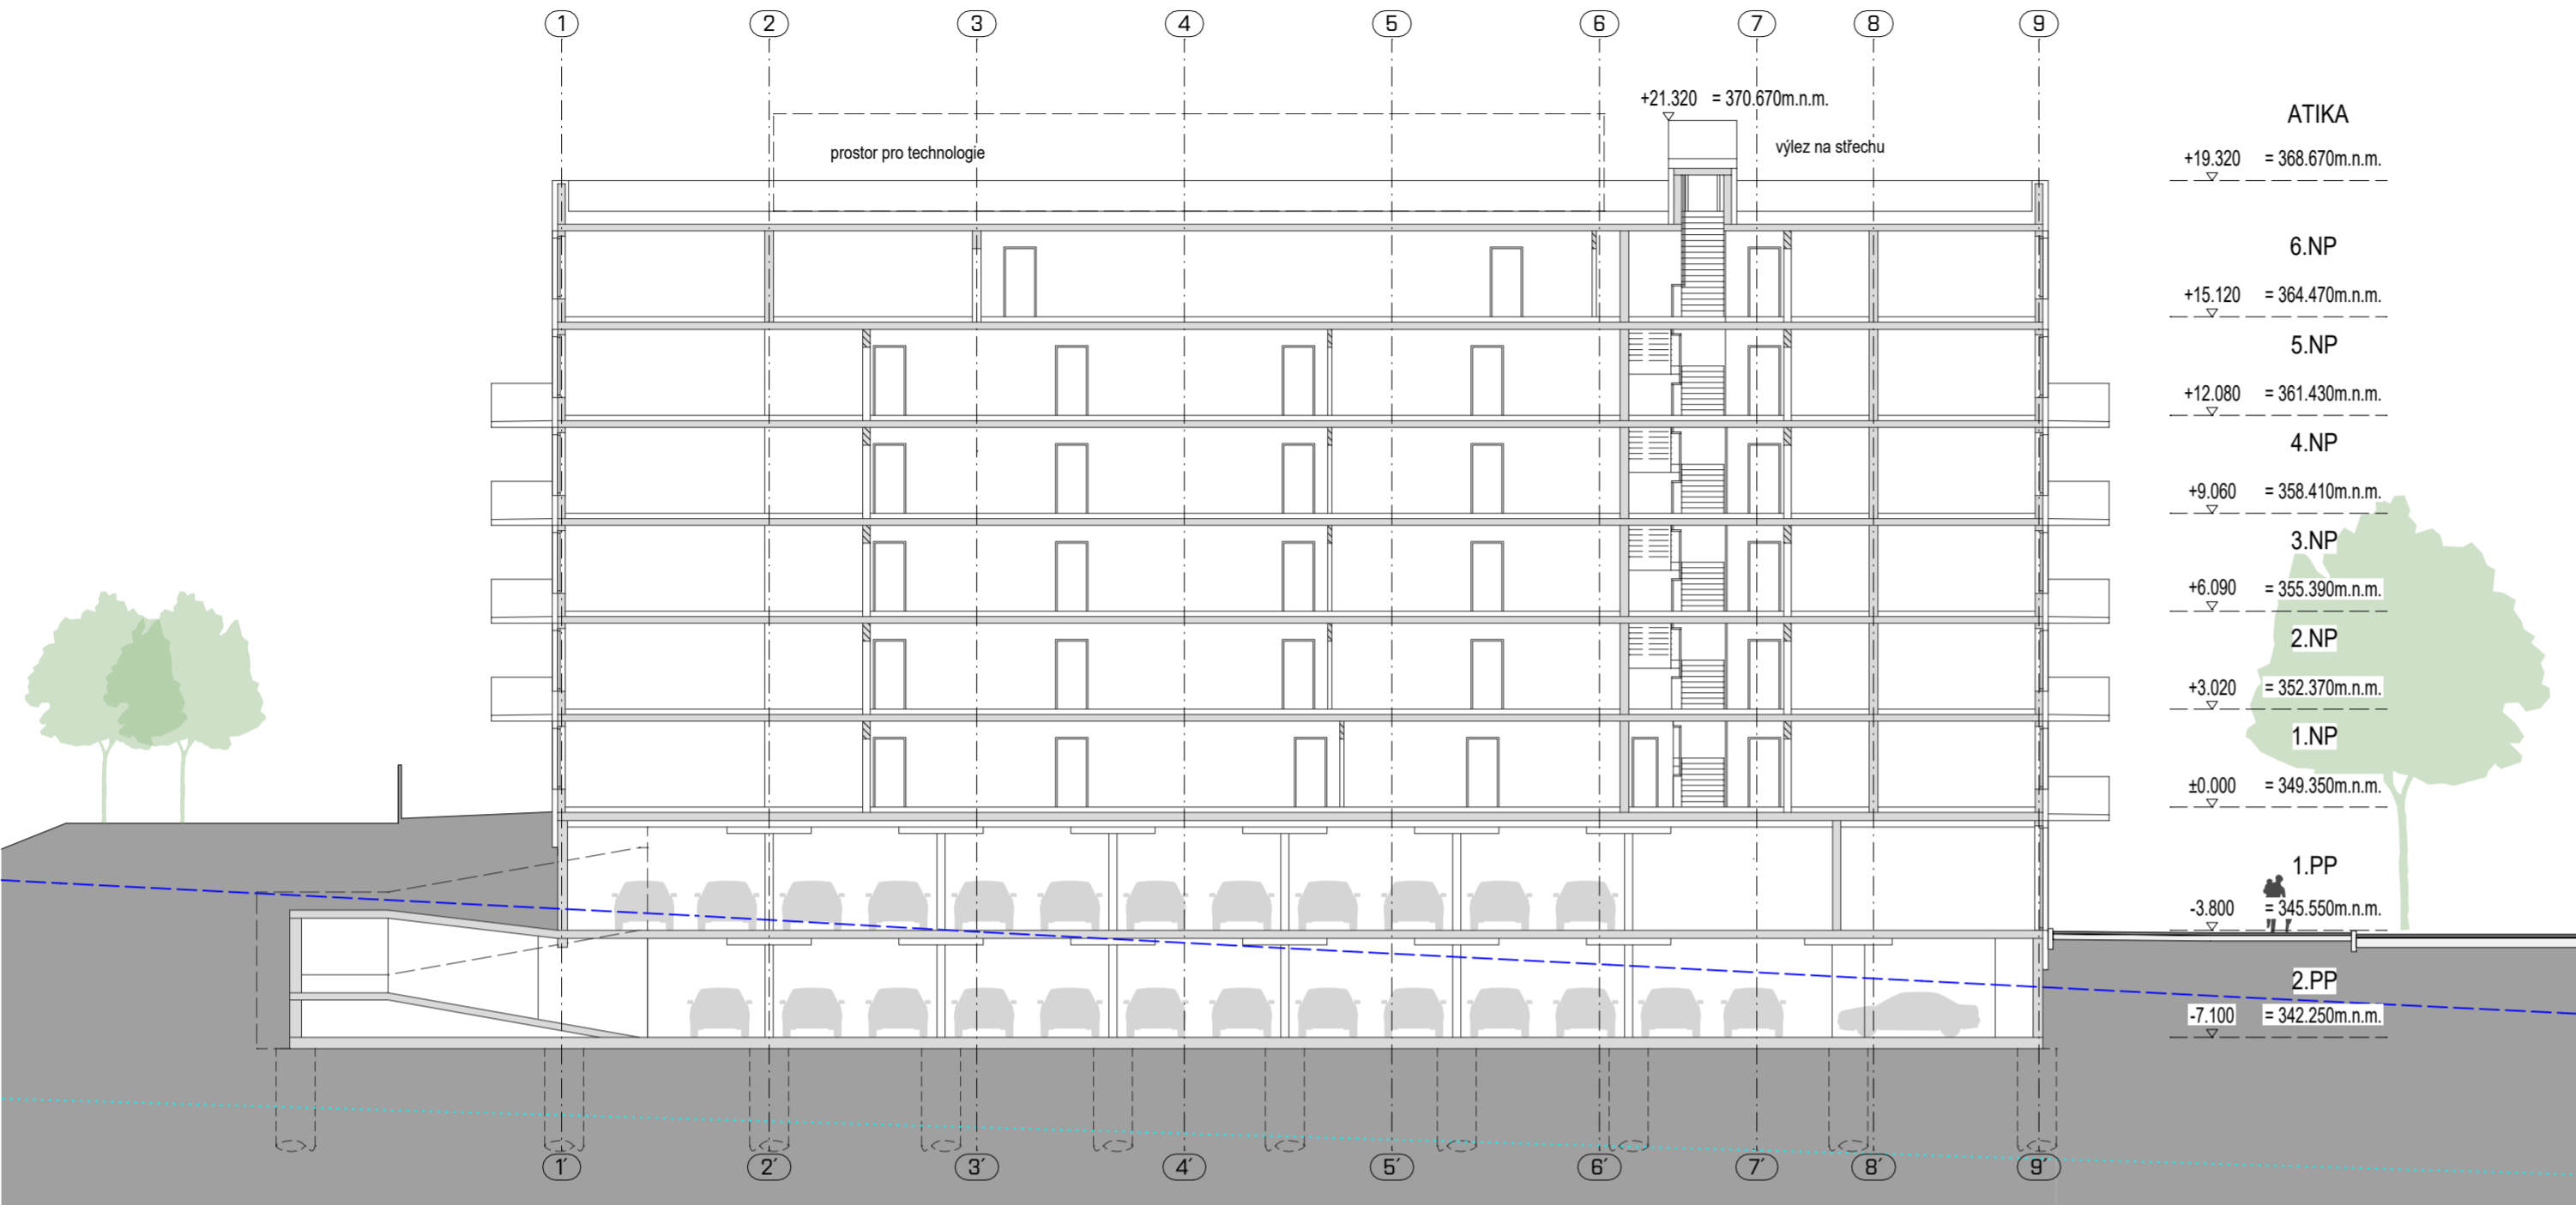 1 2 3 4 5 6 7 8 9
+21.320 = 370.670m.n.m.
prostor pro technologie
výlez na střechu
ATIKA
+19.320 = 368.670m.n.m.
6.NP
+15.120 = 364.470m.n.m.
5.NP
+12.080 = 361.430m.n.m.
4.NP
+9.060 = 358.410m.n.m.
3.NP
+6.090 = 355.390m.n.m.
2.NP
+3.020 = 352.370m.n.m.
1.NP
±0.000 = 349.350m.n.m.
1.PP
-3.800 = 345.550m.n.m.
2.PP
-7.100 = 342.250m.n.m.
1´ 2´ 3´ 4´ 5´ 6´ 7´ 8´ 9´